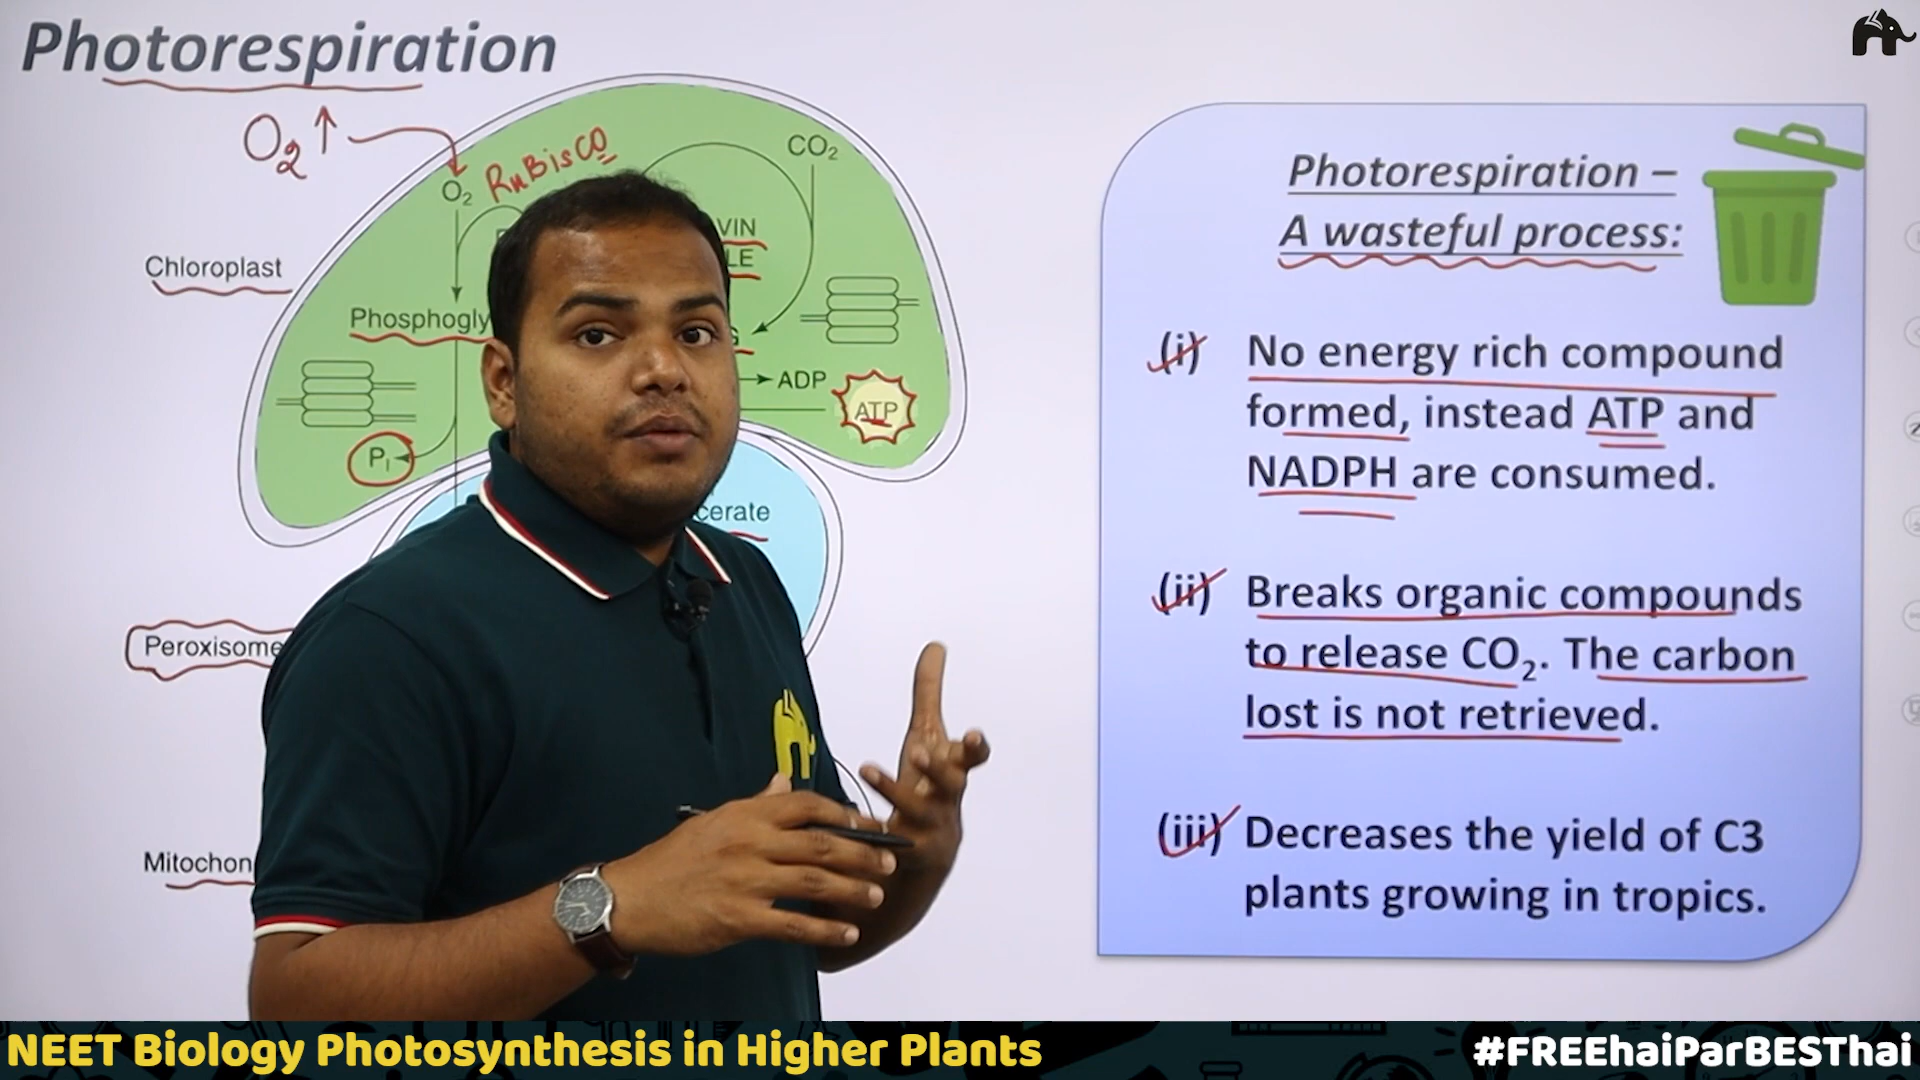 Photorespiration
O₂ ↑
O₂
RuBisCO
CO₂
VIN
LE
Chloroplast
Phosphogly
G
ADP
ATP
Pᵢ
cerate
Peroxisome
Mitochon
Photorespiration –
A wasteful process:
(i) No energy rich compound
formed, instead ATP and
NADPH are consumed.
(ii) Breaks organic compounds
to release CO₂. The carbon
lost is not retrieved.
(iii) Decreases the yield of C3
plants growing in tropics.
NEET Biology Photosynthesis in Higher Plants
#FREEhaiParBESThai